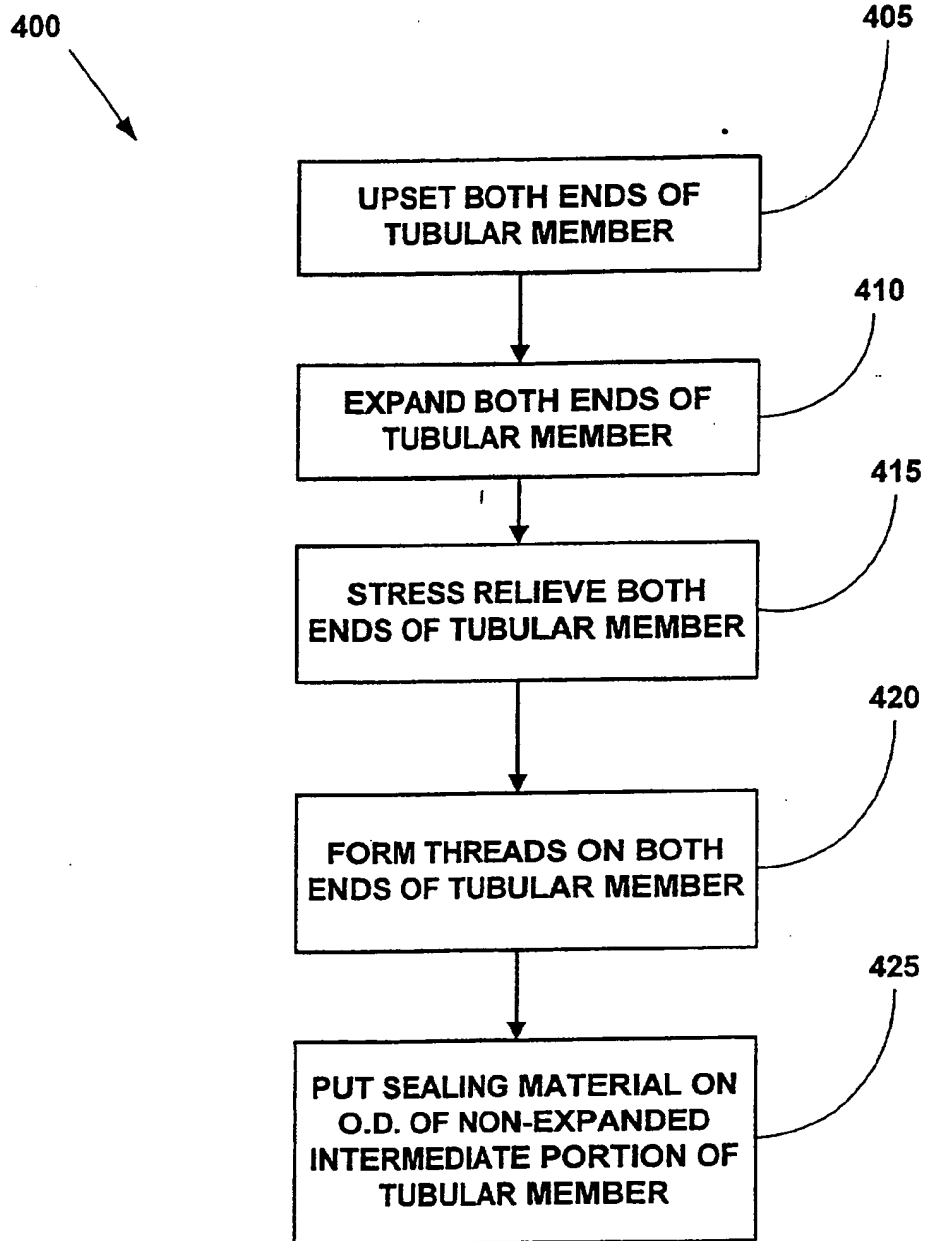 400
405
UPSET BOTH ENDS OF
TUBULAR MEMBER
410
EXPAND BOTH ENDS OF
TUBULAR MEMBER
415
STRESS RELIEVE BOTH
ENDS OF TUBULAR MEMBER
420
FORM THREADS ON BOTH
ENDS OF TUBULAR MEMBER
425
PUT SEALING MATERIAL ON
O.D. OF NON-EXPANDED
INTERMEDIATE PORTION OF
TUBULAR MEMBER